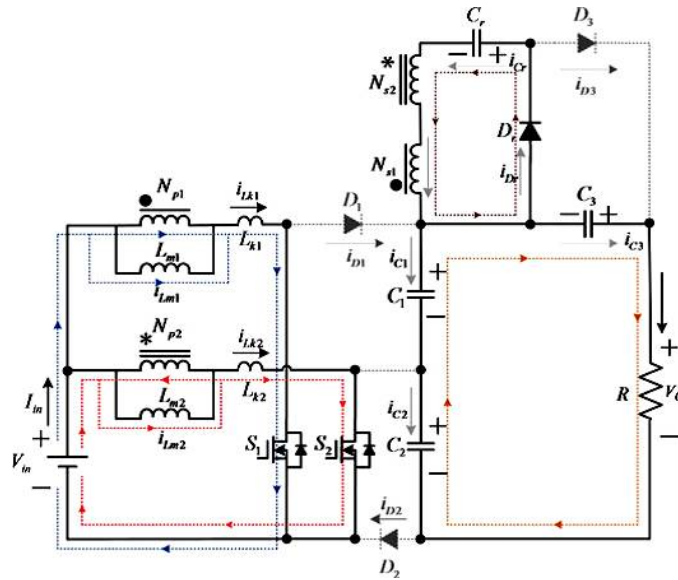 C_r
D_3
− +
i_Cr
*
N_s2
i_D3
D_r
N_s1
i_Dr
N_p1
i_Lk1
D_1
C_3
− +
L_m1
L_k1
i_D1
i_C1
i_C3
i_Lm1
+
C_1
−
* N_p2
i_Lk2
I_in
L_m2
L_k2
i_C2
+
R
V_0
+
i_Lm2
S_1
S_2
C_2
+
−
V_in
−
−
i_D2
D_2